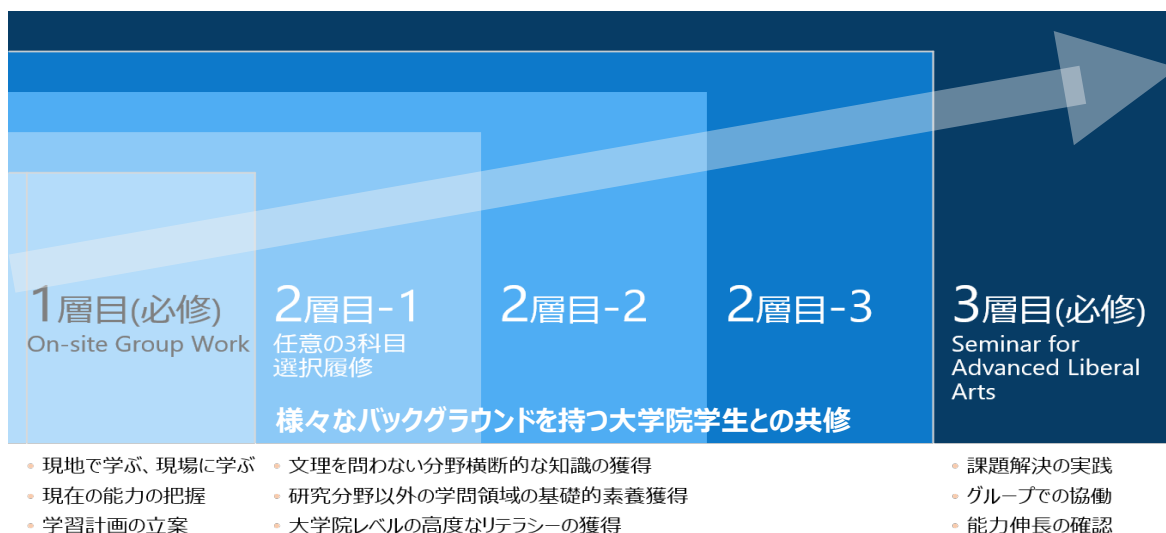 1層目(必修)
On-site Group Work
2層目-1
任意の3科目
選択履修
2層目-2
2層目-3
3層目(必修)
Seminar for
Advanced Liberal
Arts
様々なバックグラウンドを持つ大学院学生との共修
• 現地で学ぶ、現場に学ぶ
• 現在の能力の把握
• 学習計画の立案
• 文理を問わない分野横断的な知識の獲得
• 研究分野以外の学問領域の基礎的素養獲得
• 大学院レベルの高度なリテラシーの獲得
• 課題解決の実践
• グループでの協働
• 能力伸長の確認